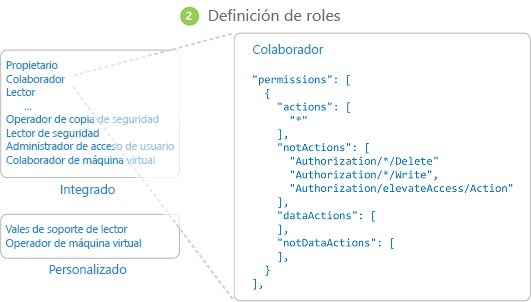 2 Definición de roles
Propietario
Colaborador
Lector
...
Operador de copia de seguridad
Lector de seguridad
Administrador de acceso de usuario
Colaborador de máquina virtual
Integrado
Vales de soporte de lector
Operador de máquina virtual
Personalizado
Colaborador
"permissions": [
{
"actions": [
"*"
],
"notActions": [
"Authorization/*/Delete"
"Authorization/*/Write",
"Authorization/elevateAccess/Action"
],
"dataActions": [
],
"notDataActions": [
],
}
],